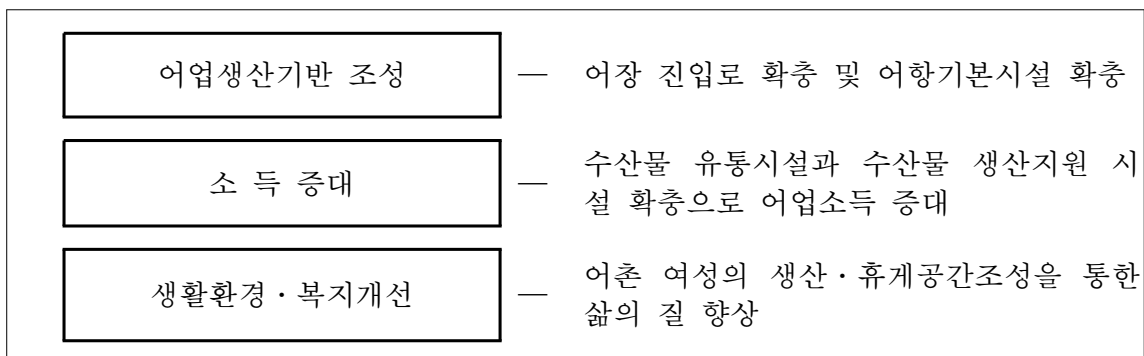 어업생산기반 조성 — 어장 진입로 확충 및 어항기본시설 확충
소 득 증대 — 수산물 유통시설과 수산물 생산지원 시
설 확충으로 어업소득 증대
생활환경·복지개선 — 어촌 여성의 생산·휴게공간조성을 통한
삶의 질 향상